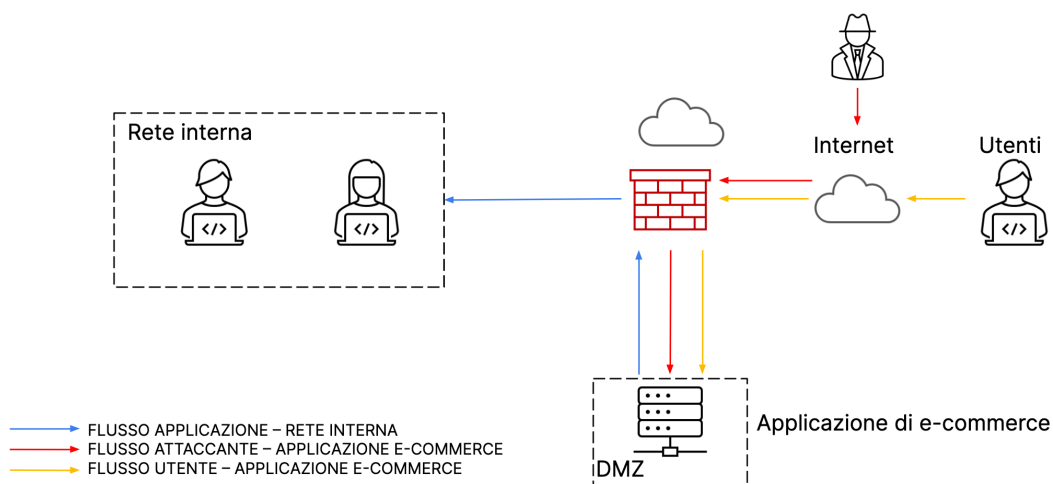 Rete interna
Internet
Utenti
Applicazione di e-commerce
DMZ
FLUSSO APPLICAZIONE – RETE INTERNA
FLUSSO ATTACCANTE – APPLICAZIONE E-COMMERCE
FLUSSO UTENTE – APPLICAZIONE E-COMMERCE